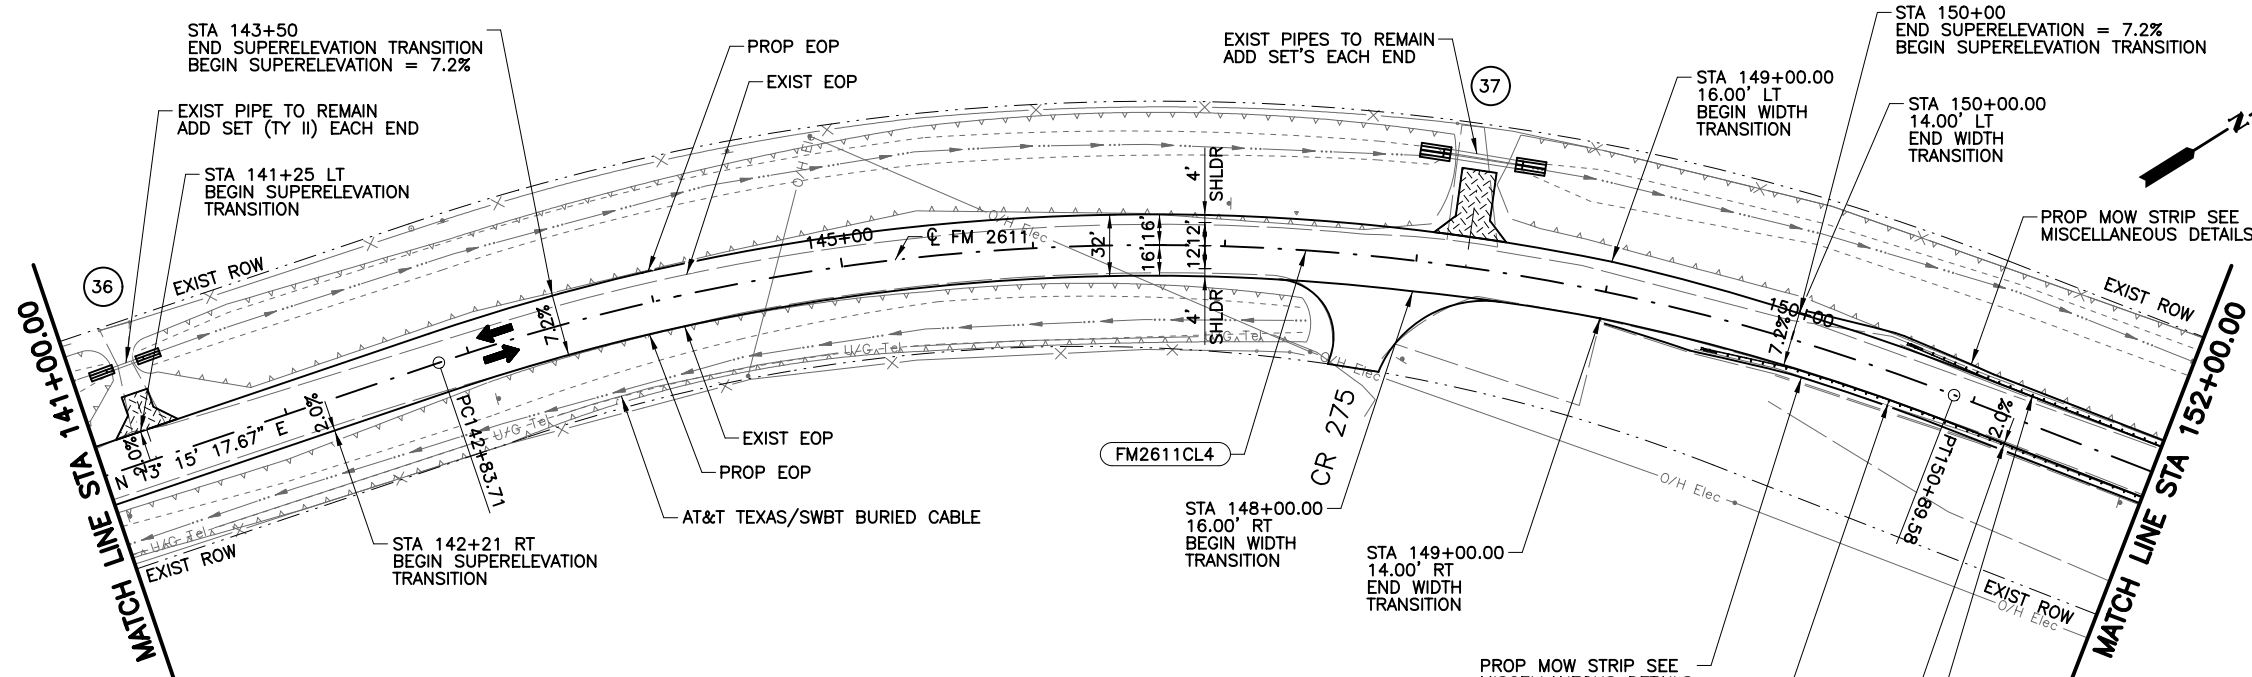 STA 143+50
END SUPERELEVATION TRANSITION
BEGIN SUPERELEVATION = 7.2%
PROP EOP
EXIST EOP
EXIST PIPE TO REMAIN
ADD SET (TY II) EACH END
STA 141+25 LT
BEGIN SUPERELEVATION
TRANSITION
EXIST PIPES TO REMAIN
ADD SET'S EACH END
37
STA 149+00.00
16.00' LT
BEGIN WIDTH
TRANSITION
STA 150+00
END SUPERELEVATION = 7.2%
BEGIN SUPERELEVATION TRANSITION
STA 150+00.00
14.00' LT
END WIDTH
TRANSITION
PROP MOW STRIP SEE
MISCELLANEOUS DETAILS
36
EXIST ROW
O/H Elec
145+00
FM 2611
4'
SHLDR
32'
16'
16'
12'
12'
4'
SHLDR
150+00
7.2%
7.2%
EXIST ROW
MATCH LINE STA 141+00.00
2.0%
N 13° 15' 17.67" E
2.0%
PC142+83.71
U/G Tel
U/G Tel
U/G Tel
U/G Tel
EXIST ROW
EXIST EOP
PROP EOP
AT&T TEXAS/SWBT BURIED CABLE
STA 142+21 RT
BEGIN SUPERELEVATION
TRANSITION
O/H Elec
FM2611CL4
CR 275
STA 148+00.00
16.00' RT
BEGIN WIDTH
TRANSITION
STA 149+00.00
14.00' RT
END WIDTH
TRANSITION
O/H Elec
2.0%
PT150+89.58
EXIST ROW
O/H Elec
MATCH LINE STA 152+00.00
PROP MOW STRIP SEE